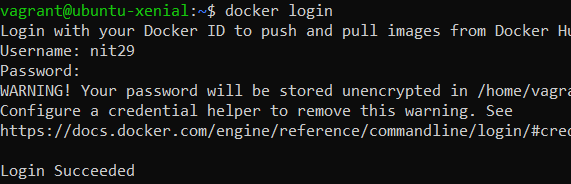 vagrant@ubuntu-xenial:~$ docker login
Login with your Docker ID to push and pull images from Docker Hu
Username: nit29
Password:
WARNING! Your password will be stored unencrypted in /home/vagra
Configure a credential helper to remove this warning. See
https://docs.docker.com/engine/reference/commandline/login/#cred
Login Succeeded